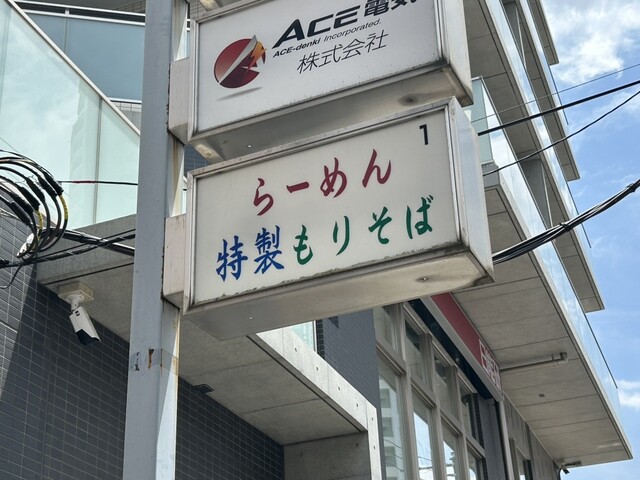 ACE電気
ACE-denki Incorporated.
株式会社
1
らーめん
特製もりそば